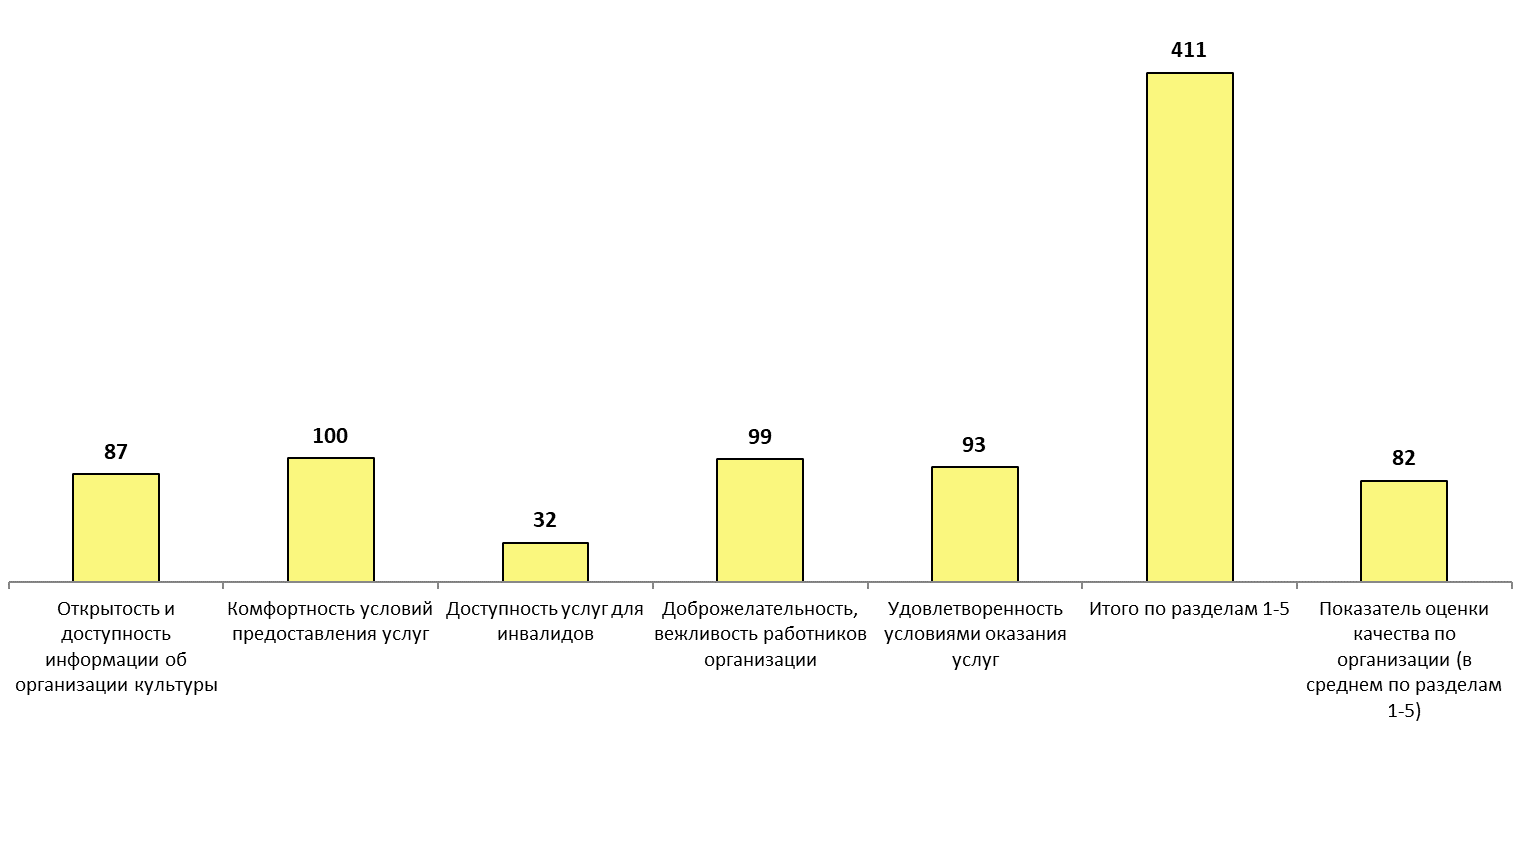 411
87
100
32
99
93
82
Открытость и
доступность
информации об
организации культуры
Комфортность условий
предоставления услуг
Доступность услуг для
инвалидов
Доброжелательность,
вежливость работников
организации
Удовлетворенность
условиями оказания
услуг
Итого по разделам 1-5
Показатель оценки
качества по
организации (в
среднем по разделам
1-5)